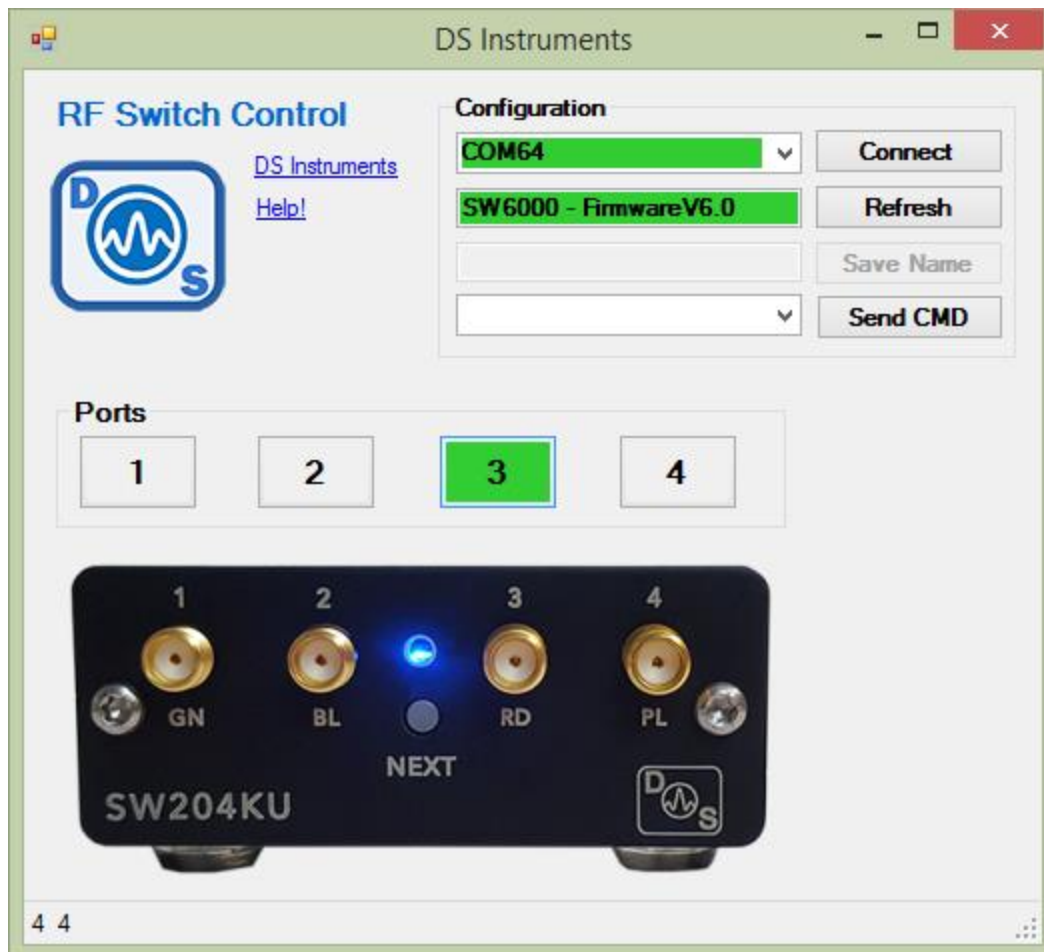 DS Instruments
RF Switch Control
DS Instruments
Help!
D
S
Configuration
COM64
Connect
SW6000 - FirmwareV6.0
Refresh
Save Name
Send CMD
Ports
1
2
3
4
1
2
3
4
GN
BL
RD
PL
NEXT
SW204KU
D
S
4 4